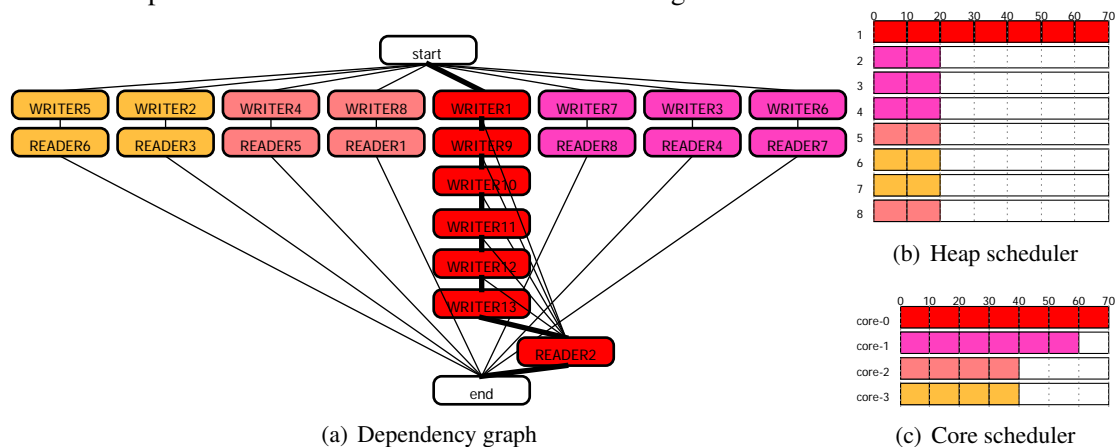 start
WRITER5 WRITER2 WRITER4 WRITER8 WRITER1 WRITER7 WRITER3 WRITER6
READER6 READER3 READER5 READER1 WRITER9 READER8 READER4 READER7
WRITER10
WRITER11
WRITER12
WRITER13
READER2
end
(a) Dependency graph
0 10 20 30 40 50 60 70
1
2
3
4
5
6
7
8
(b) Heap scheduler
0 10 20 30 40 50 60 70
core-0
core-1
core-2
core-3
(c) Core scheduler